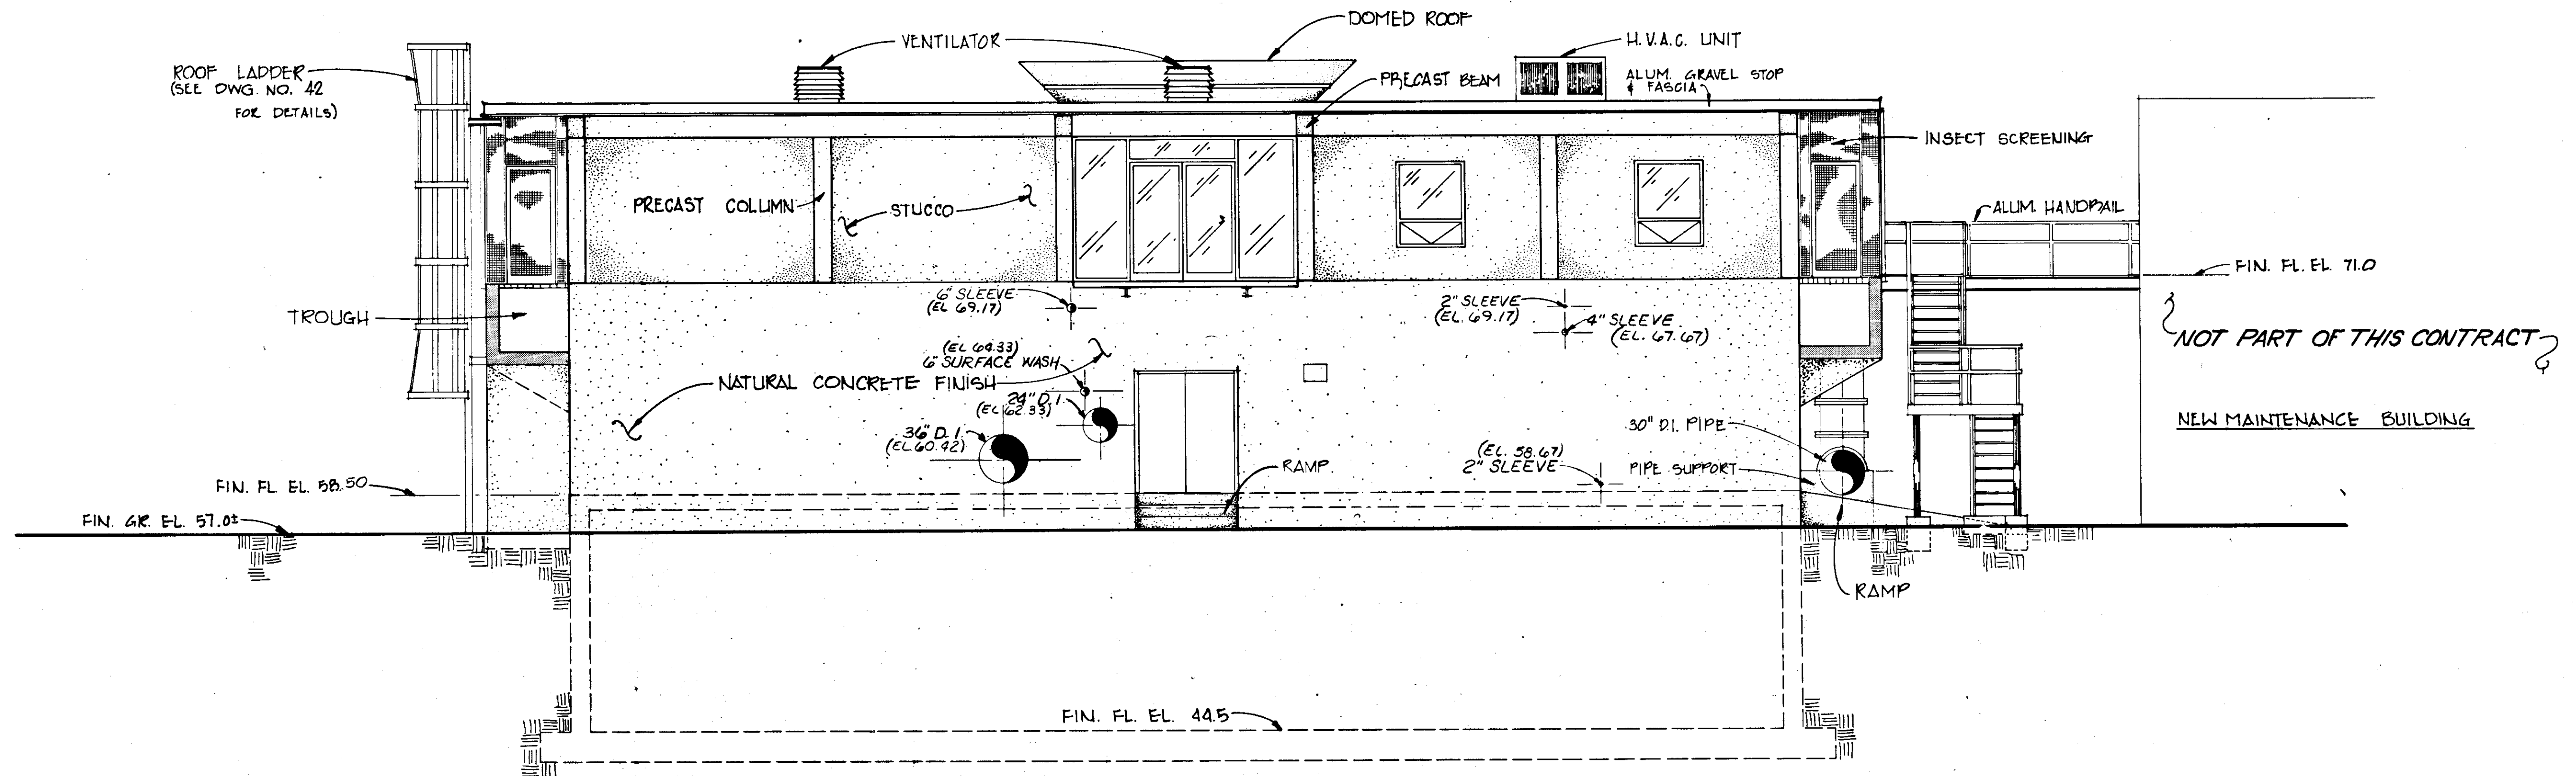 DOMED ROOF
VENTILATOR
H.V.A.C. UNIT
ROOF LADDER
(SEE DWG. NO. 42
FOR DETAILS)
PRECAST BEAM
ALUM. GRAVEL STOP
& FASCIA
INSECT SCREENING
PRECAST COLUMN
STUCCO
ALUM. HANDRAIL
FIN. FL. EL. 71.0
6" SLEEVE
(EL 69.17)
2" SLEEVE
(EL. 69.17)
TROUGH
4" SLEEVE
(EL. 67.67)
NOT PART OF THIS CONTRACT
(EL 64.33)
6" SURFACE WASH
NATURAL CONCRETE FINISH
24" D.I.
(EL 62.33)
NEW MAINTENANCE BUILDING
36" D.I.
(EL 60.42)
30" D.I. PIPE
(EL. 58.67)
2" SLEEVE
RAMP
PIPE SUPPORT
FIN. FL. EL. 58.50
FIN. GR. EL. 57.0±
RAMP
FIN. FL. EL. 44.5